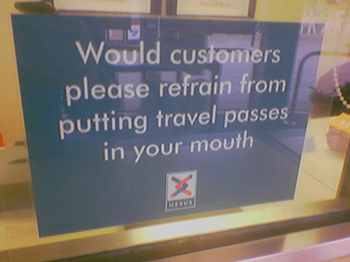 Would customers
please refrain from
putting travel passes
in your mouth
NEXUS